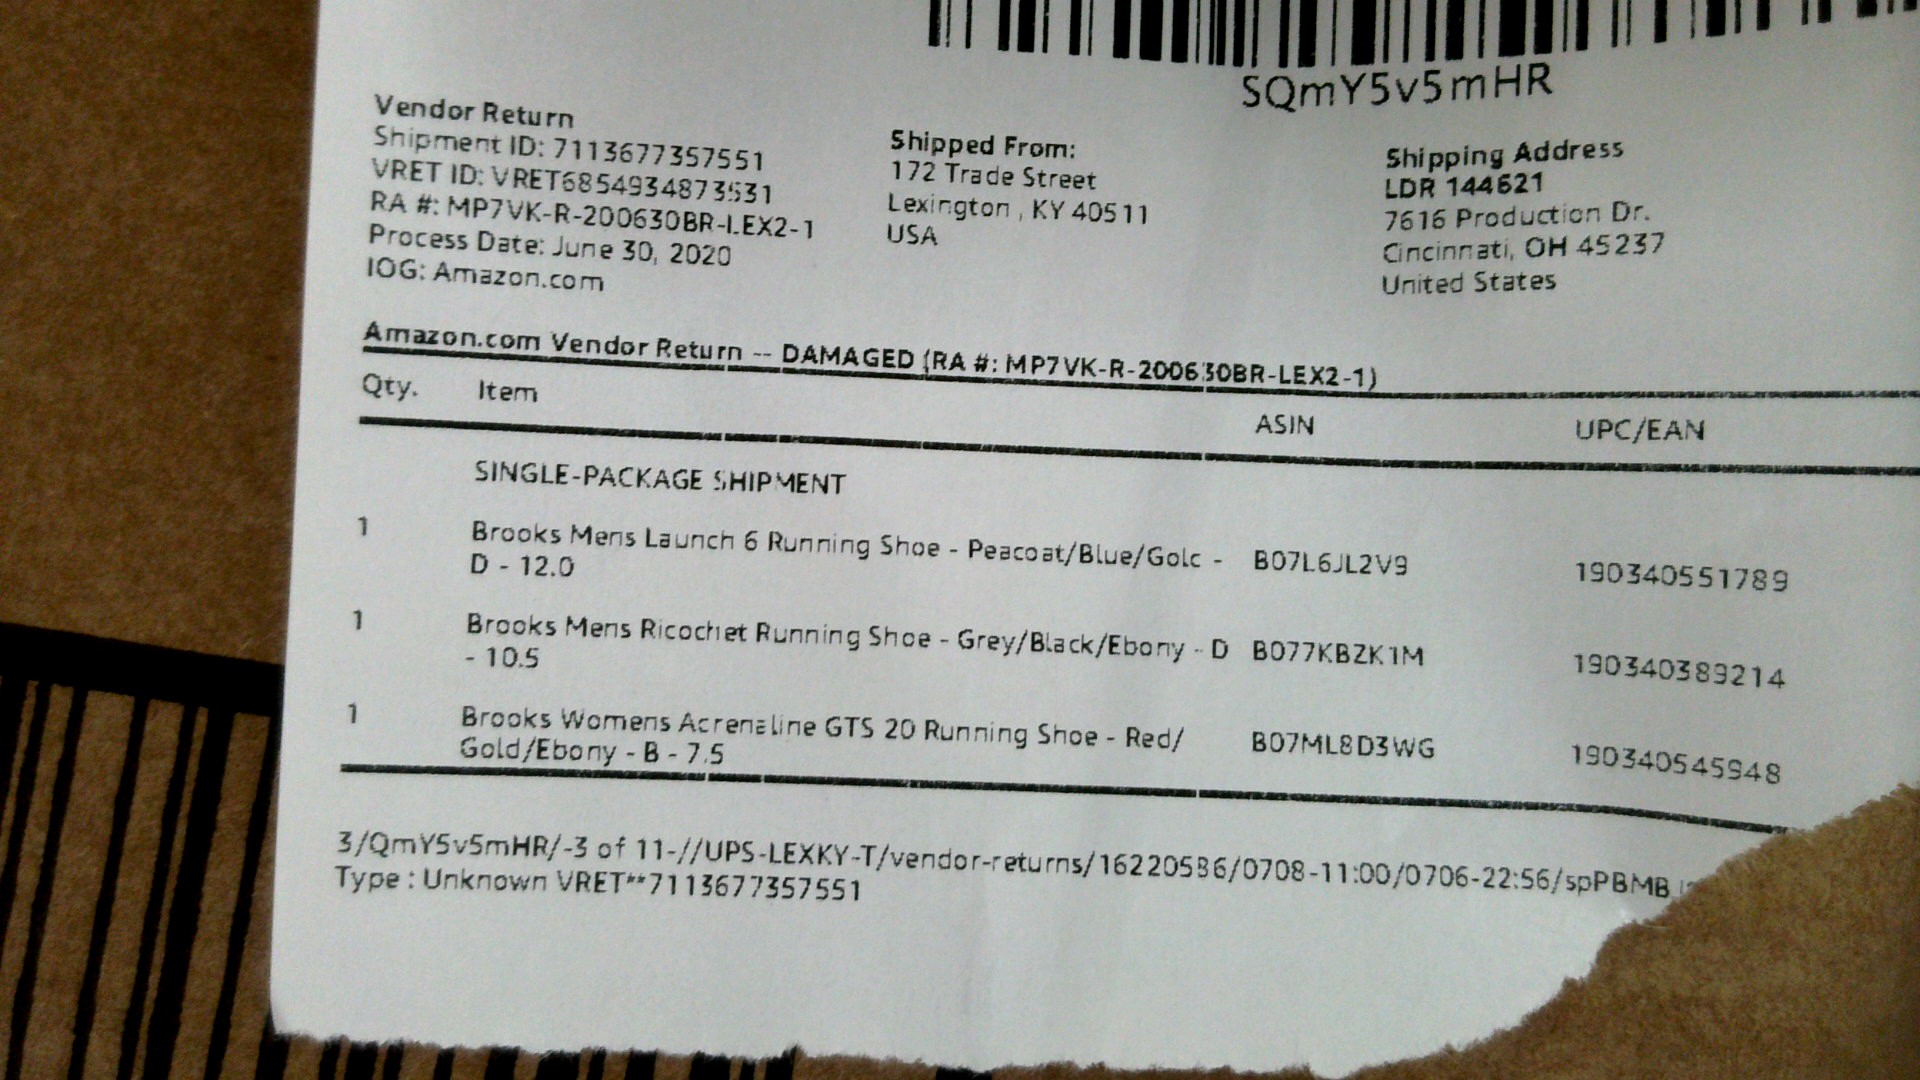 SQmY5v5mHR
Vendor Return
Shipment ID: 7113677357551
VRET ID: VRET6854934873531
RA #: MP7VK-R-200630BR-LEX2-1
Process Date: June 30, 2020
IOG: Amazon.com
Shipped From:
172 Trade Street
Lexington , KY 40511
USA
Shipping Address
LDR 144621
7616 Production Dr.
Cincinnati, OH 45237
United States
Amazon.com Vendor Return -- DAMAGED (RA #: MP7VK-R-200630BR-LEX2-1)
Qty. Item ASIN UPC/EAN
SINGLE-PACKAGE SHIPMENT
1 Brooks Mens Launch 6 Running Shoe - Peacoat/Blue/Gold - B07L6JL2V9 190340551789
D - 12.0
1 Brooks Mens Ricochet Running Shoe - Grey/Black/Ebony - D B077KBZK1M 190340389214
- 10.5
1 Brooks Womens Adrenaline GTS 20 Running Shoe - Red/ B07ML8D3WG 190340545948
Gold/Ebony - B - 7.5
3/QmY5v5mHR/-3 of 11-//UPS-LEXKY-T/vendor-returns/16220586/0708-11:00/0706-22:56/spPBMB
Type : Unknown VRET**7113677357551